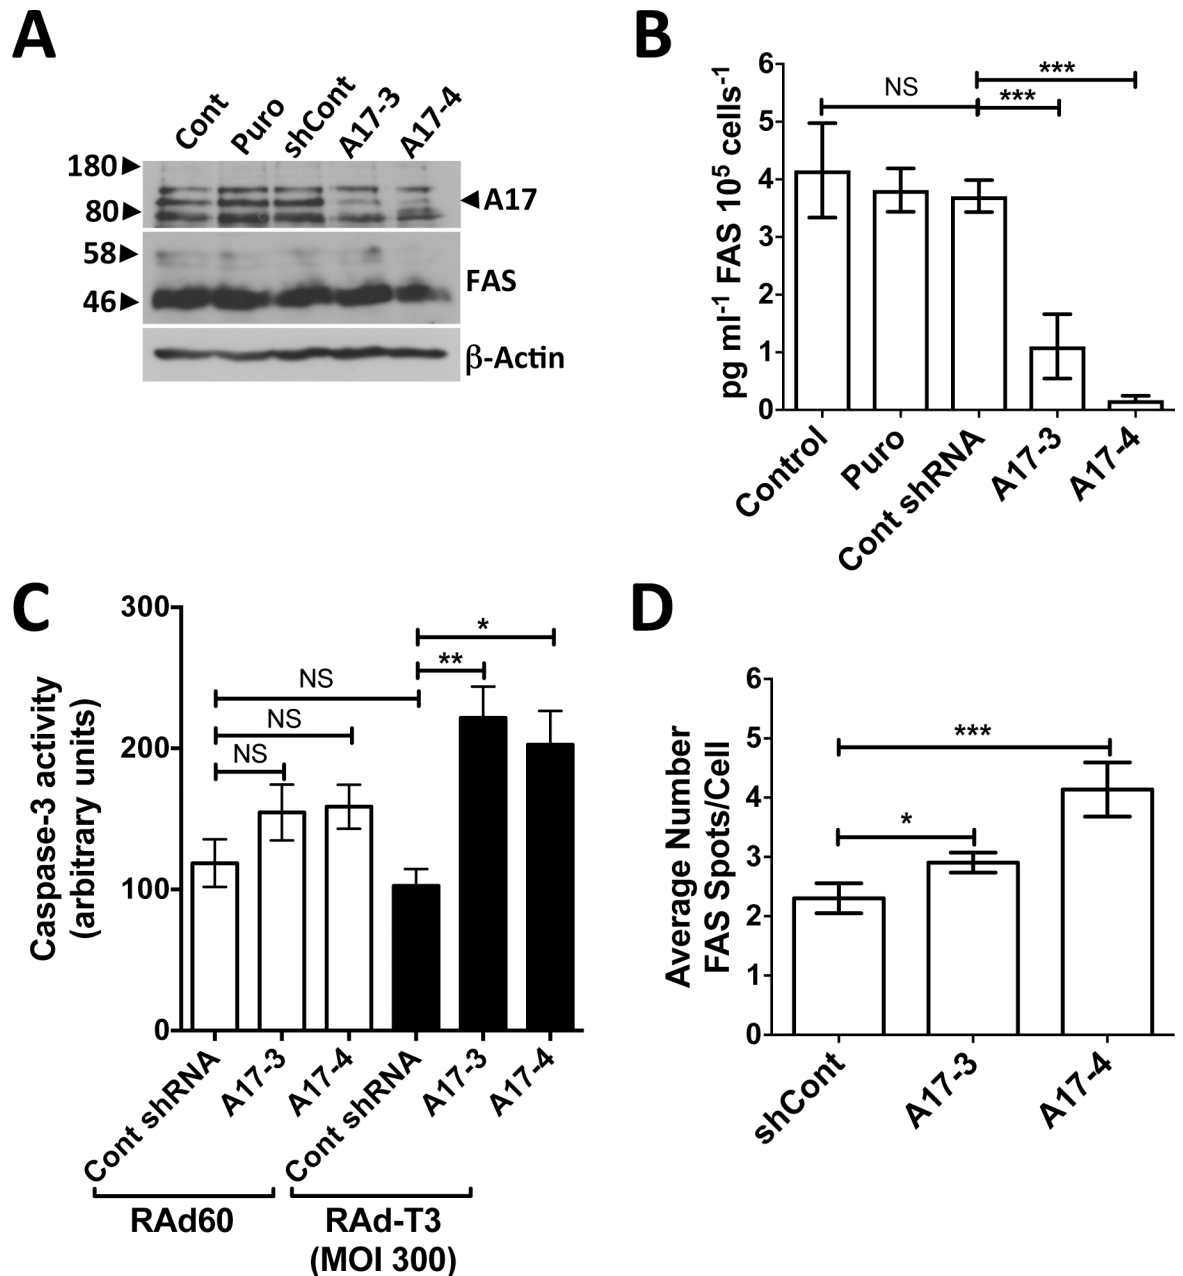 A
Cont
Puro
shCont
A17-3
A17-4
180
80
A17
58
46
FAS
β-Actin
B
pg ml-1 FAS 10⁵ cells-1
6
5
4
3
2
1
0
NS
***
***
Control
Puro
Cont shRNA
A17-3
A17-4
C
Caspase-3 activity
(arbitrary units)
300
200
100
0
NS
NS
NS
**
*
Cont shRNA
A17-3
A17-4
Cont shRNA
A17-3
A17-4
RAd60
RAd-T3
(MOI 300)
D
Average Number
FAS Spots/Cell
6
5
4
3
2
1
0
***
*
shCont
A17-3
A17-4